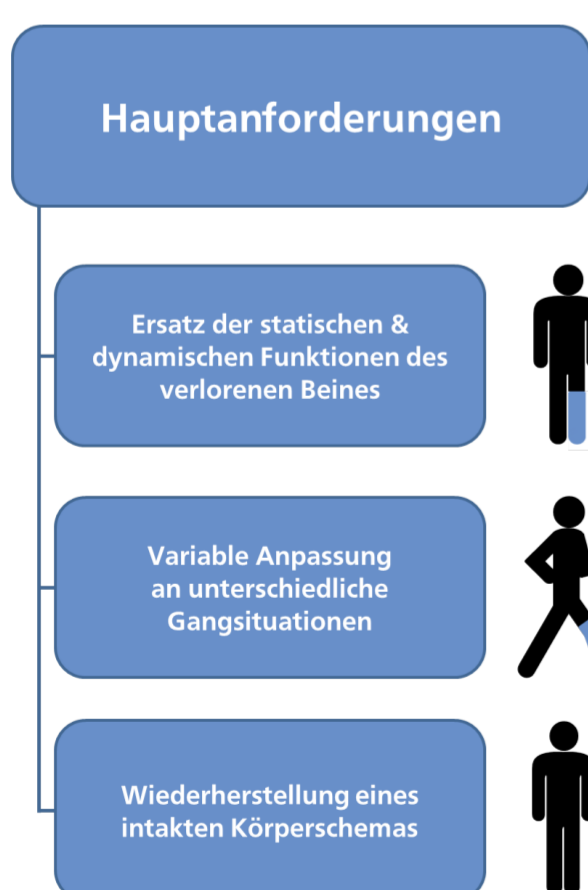 Hauptanforderungen
Ersatz der statischen &
dynamischen Funktionen des
verlorenen Beines
Variable Anpassung
an unterschiedliche
Gangsituationen
Wiederherstellung eines
intakten Körperschemas